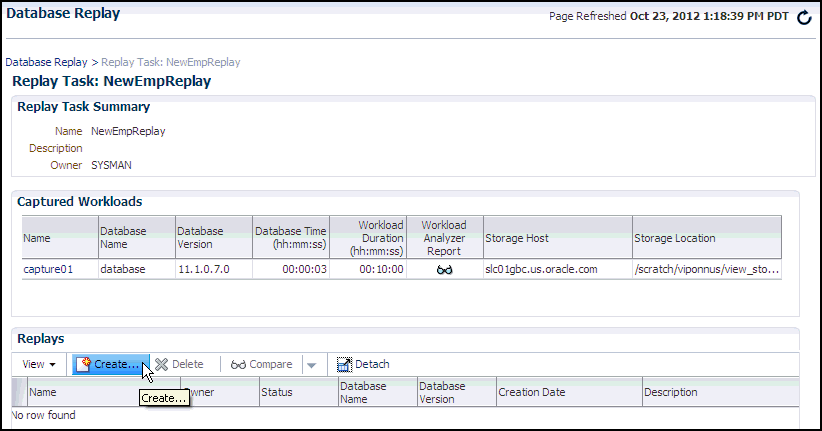 Database Replay
Page Refreshed Oct 23, 2012 1:18:39 PM PDT
Database Replay > Replay Task: NewEmpReplay
Replay Task: NewEmpReplay
Replay Task Summary
Name NewEmpReplay
Description
Owner SYSMAN
Captured Workloads
Name Database Name Database Version Database Time (hh:mm:ss) Workload Duration (hh:mm:ss) Workload Analyzer Report Storage Host Storage Location
capture01 database 11.1.0.7.0 00:00:03 00:10:00 slc01gbc.us.oracle.com /scratch/viponnus/view_sto...
Replays
View Create... Delete Compare Detach
Name Owner Status Database Name Database Version Creation Date Description
Create...
No row found